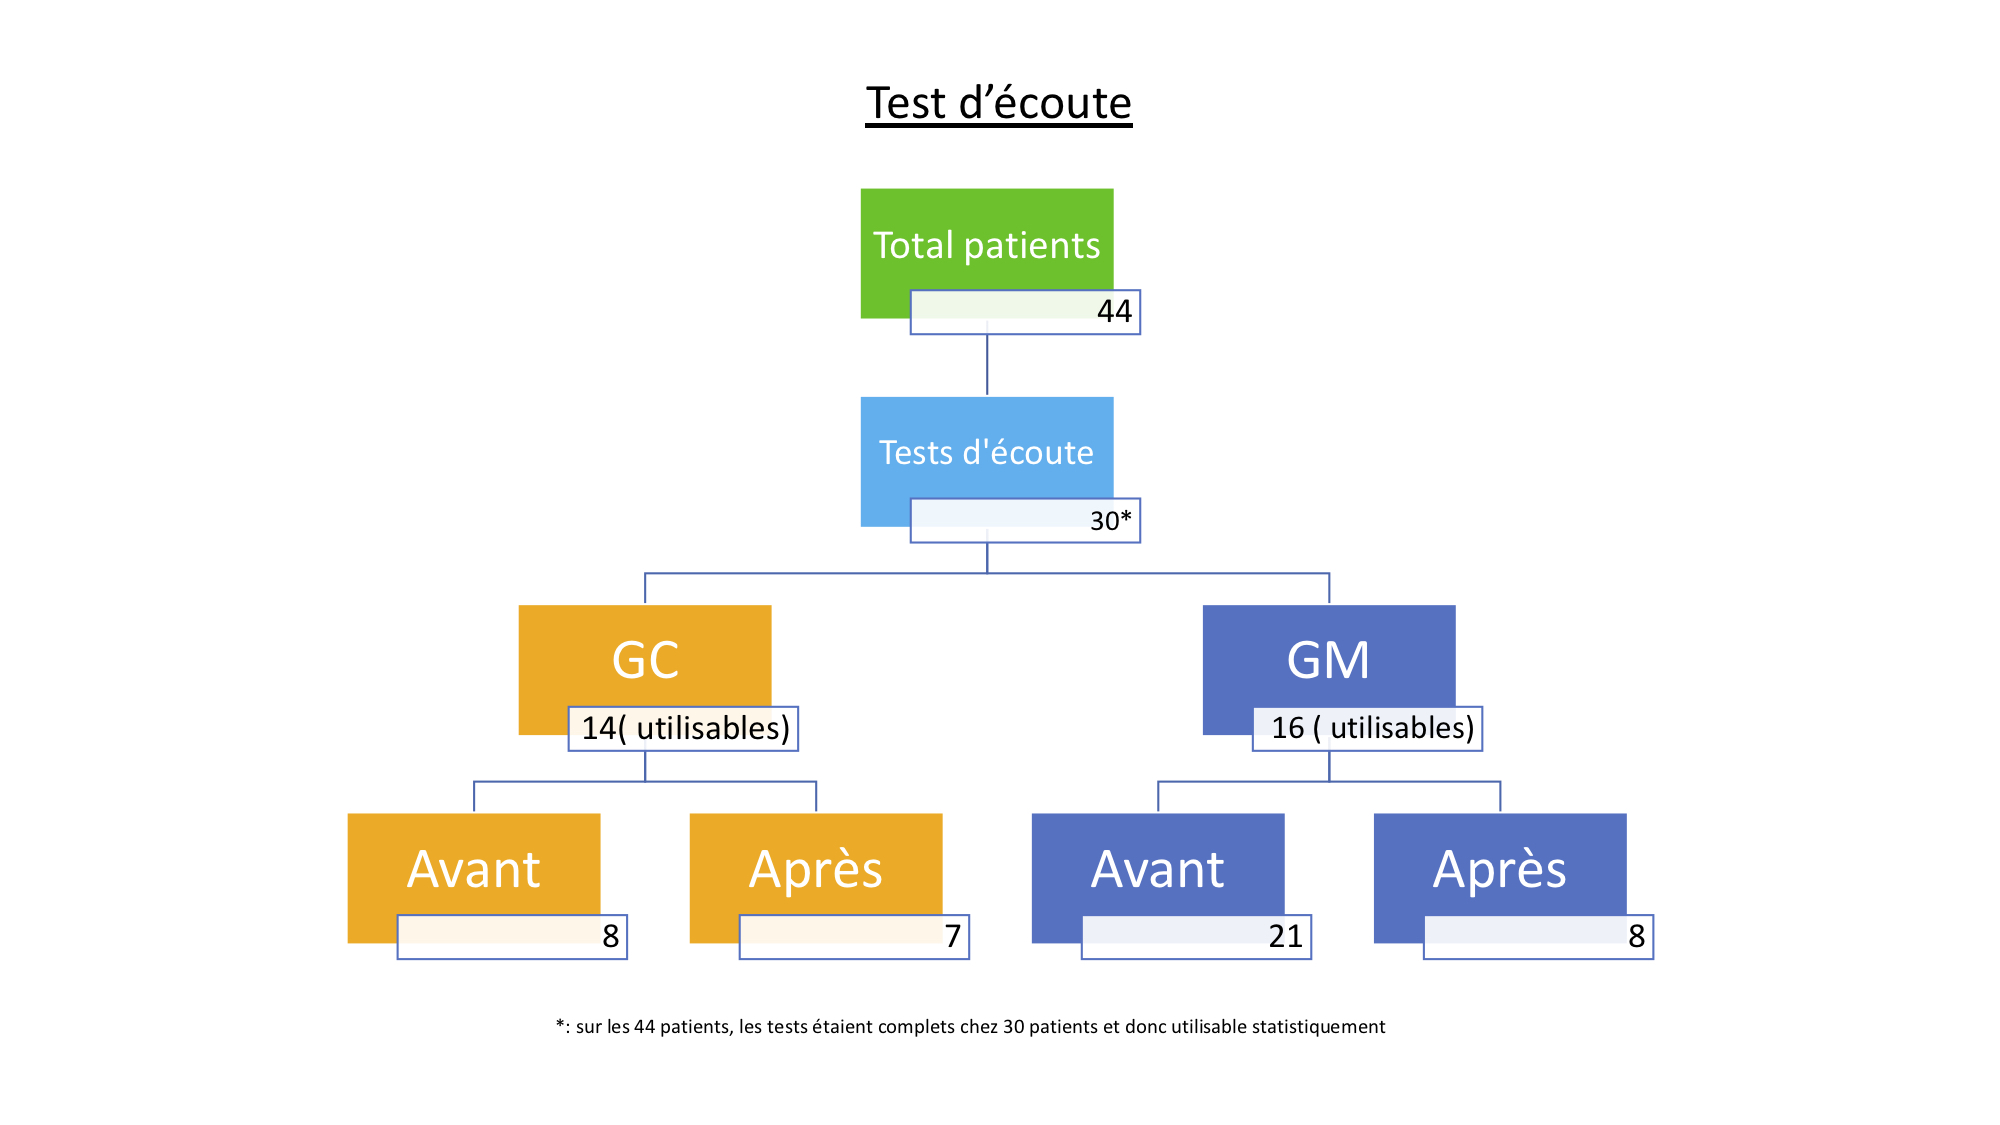 Test d’écoute
Total patients
44
Tests d'écoute
30*
GC
14( utilisables)
GM
16 ( utilisables)
Avant
8
Après
7
Avant
21
Après
8
*: sur les 44 patients, les tests étaient complets chez 30 patients et donc utilisable statistiquement